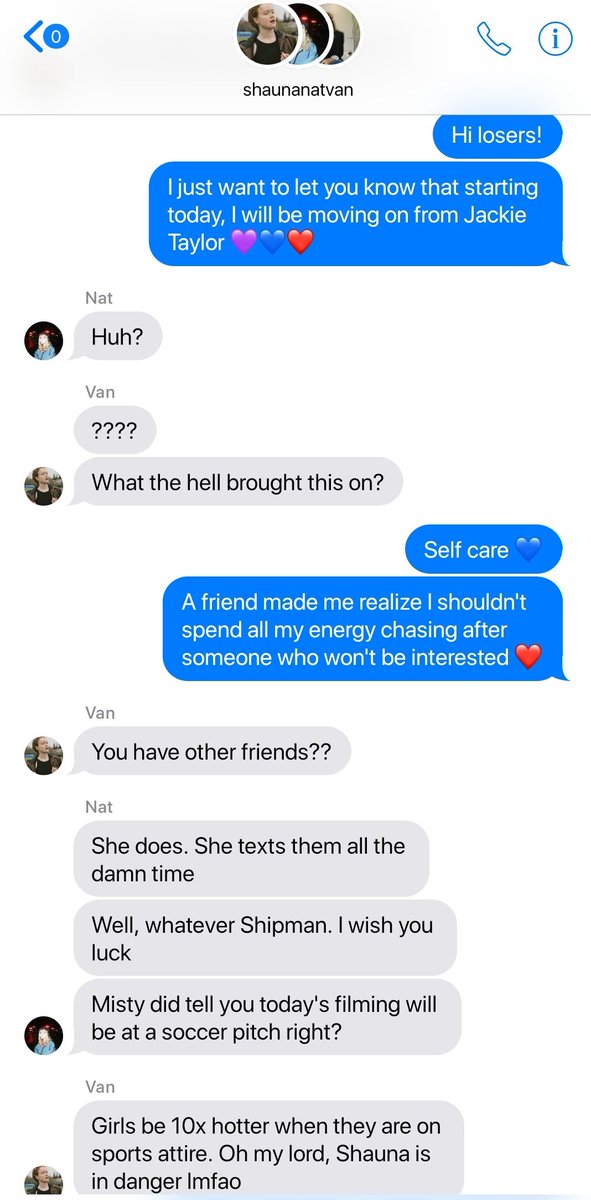 0
shaunanatvan
Hi losers!
I just want to let you know that starting
today, I will be moving on from Jackie
Taylor 💜💙❤️
Nat
Huh?
Van
????
What the hell brought this on?
Self care 💙
A friend made me realize I shouldn't
spend all my energy chasing after
someone who won't be interested ❤️
Van
You have other friends??
Nat
She does. She texts them all the
damn time
Well, whatever Shipman. I wish you
luck
Misty did tell you today's filming will
be at a soccer pitch right?
Van
Girls be 10x hotter when they are on
sports attire. Oh my lord, Shauna is
in danger lmfao